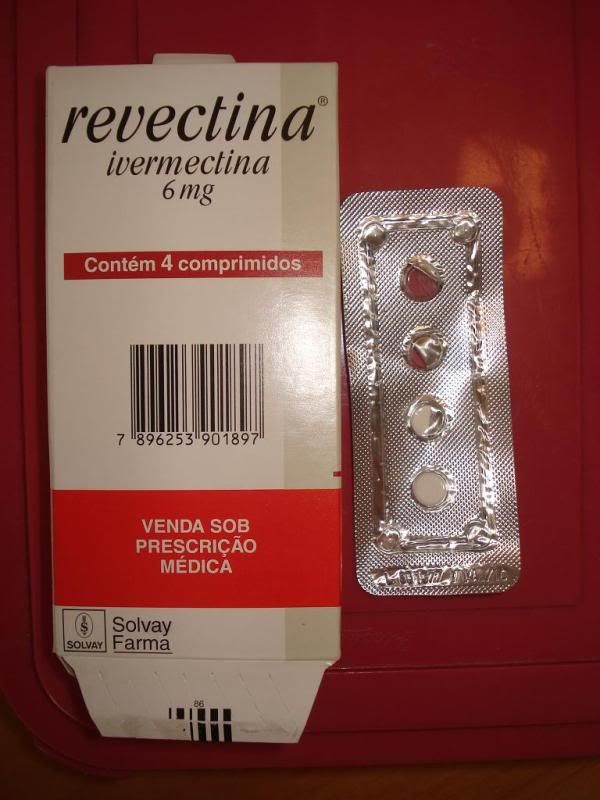 revectina®
ivermectina
6 mg
Contém 4 comprimidos
7 896253 901897
VENDA SOB
PRESCRIÇÃO
MÉDICA
SOLVAY
Solvay
Farma
86